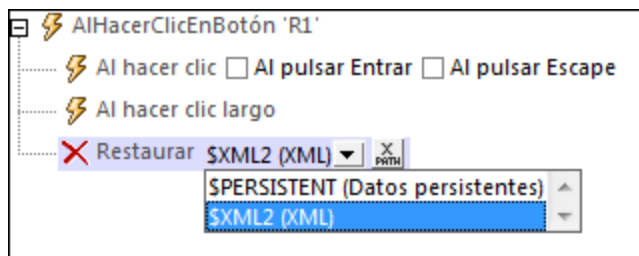 AlHacerClicEnBotón 'R1'
Al hacer clic Al pulsar Entrar Al pulsar Escape
Al hacer clic largo
Restaurar $XML2 (XML) X PATH
$PERSISTENT (Datos persistentes)
$XML2 (XML)